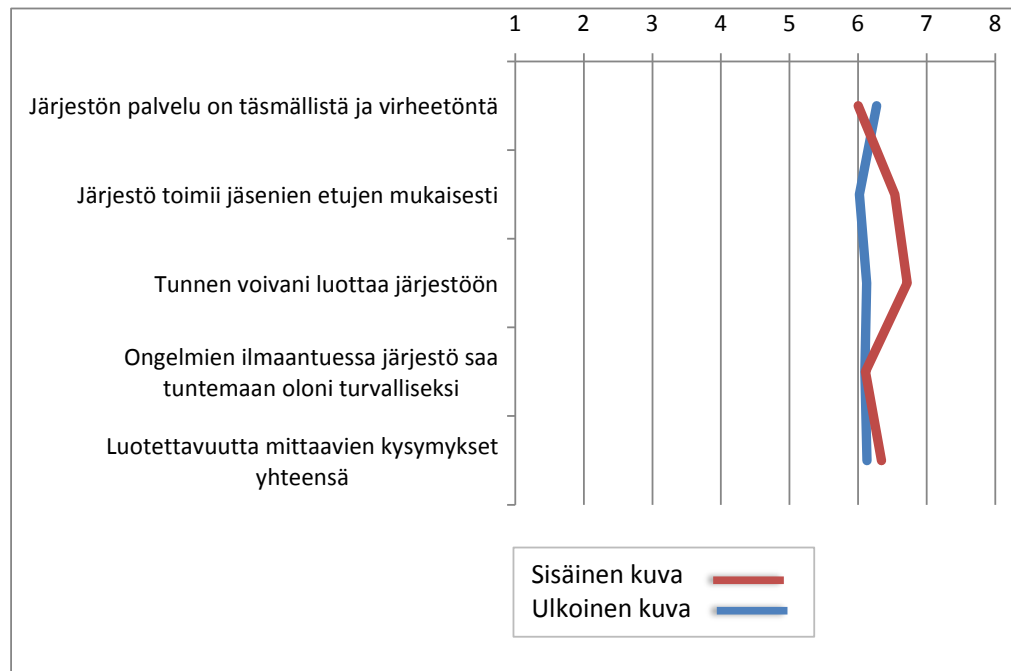 1 2 3 4 5 6 7 8
Järjestön palvelu on täsmällistä ja virheetöntä
Järjestö toimii jäsenien etujen mukaisesti
Tunnen voivani luottaa järjestöön
Ongelmien ilmaantuessa järjestö saa
tuntemaan oloni turvalliseksi
Luotettavuutta mittaavien kysymykset
yhteensä
Sisäinen kuva
Ulkoinen kuva